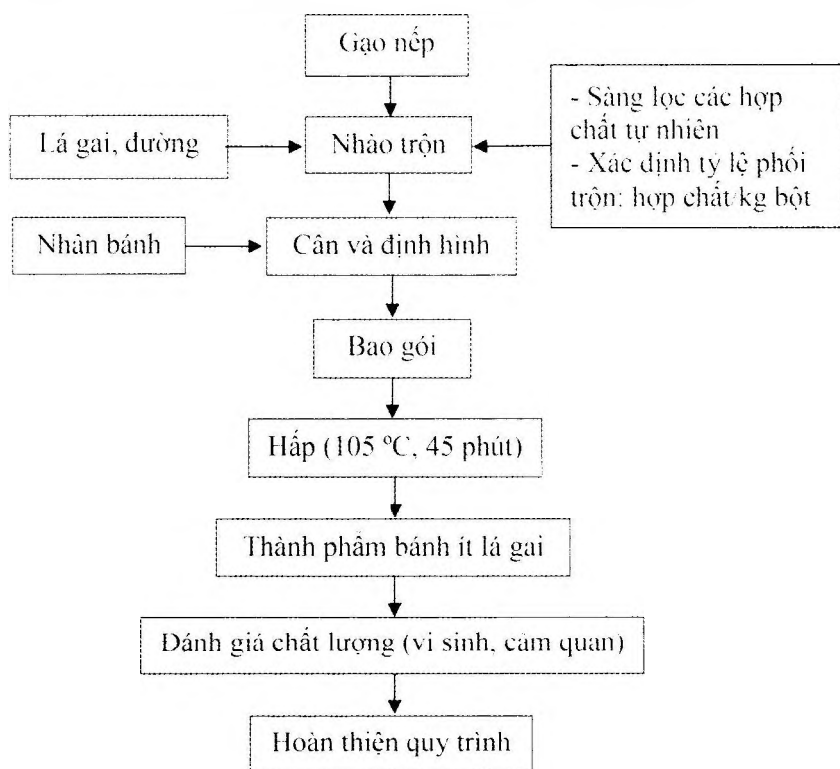 Gạo nếp
- Sàng lọc các hợp
chất tự nhiên
- Xác định tỷ lệ phối
trộn: hợp chất/kg bột
Lá gai, đường
Nhào trộn
Nhân bánh
Cân và định hình
Bao gói
Hấp (105 ºC, 45 phút)
Thành phẩm bánh ít lá gai
Đánh giá chất lượng (vi sinh, cảm quan)
Hoàn thiện quy trình